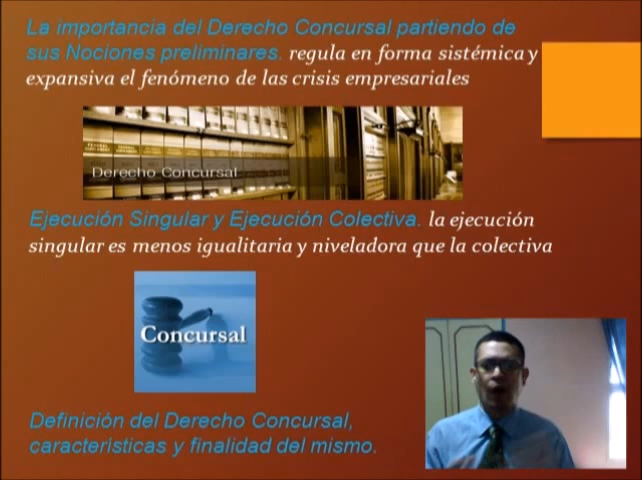 La importancia del Derecho Concursal partiendo de
sus Nociones preliminares. regula en forma sistémica y
expansiva el fenómeno de las crisis empresariales
Derecho Concursal
Ejecución Singular y Ejecución Colectiva. la ejecución
singular es menos igualitaria y niveladora que la colectiva
Concursal
Definición del Derecho Concursal,
características y finalidad del mismo.